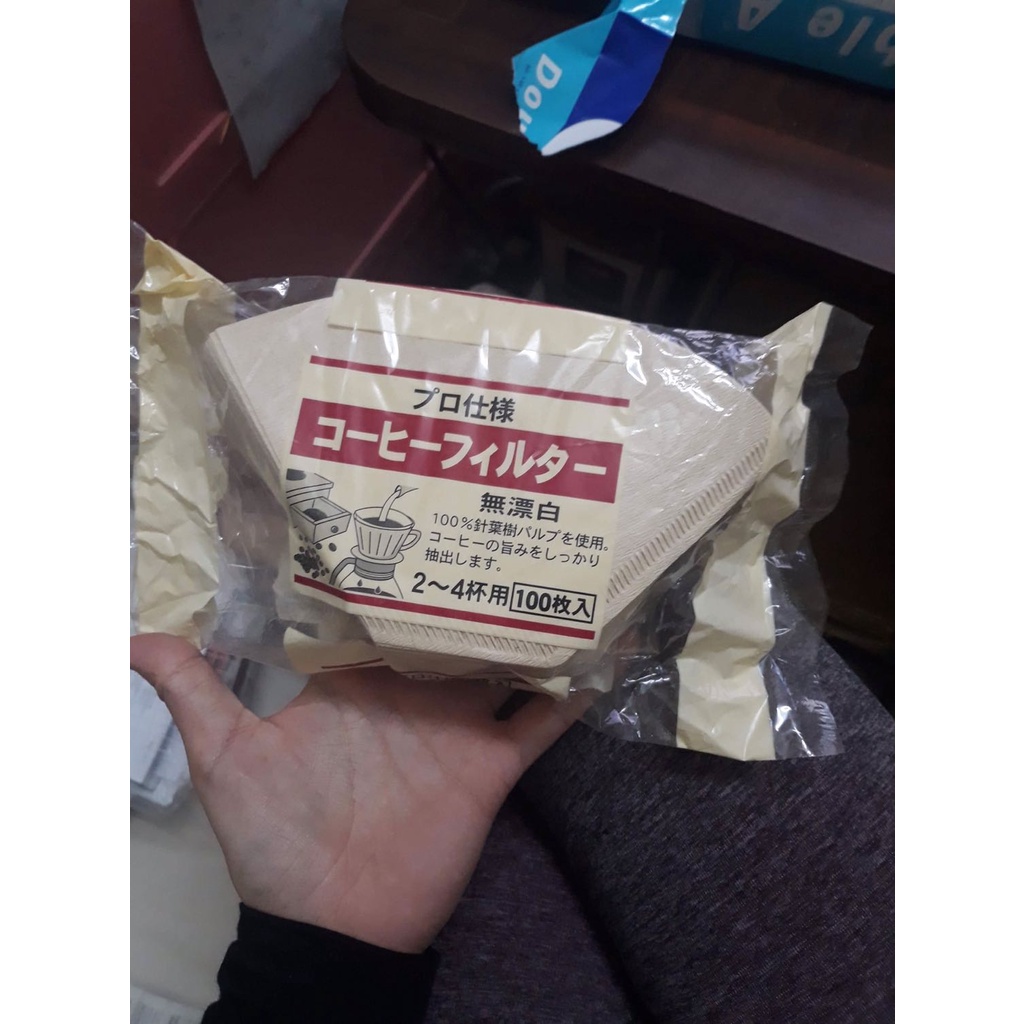 Dou
ble A
プロ仕様
コーヒーフィルター
無漂白
100%針葉樹パルプを使用。
コーヒーの旨みをしっかり
抽出します。
2〜4杯用 100枚入